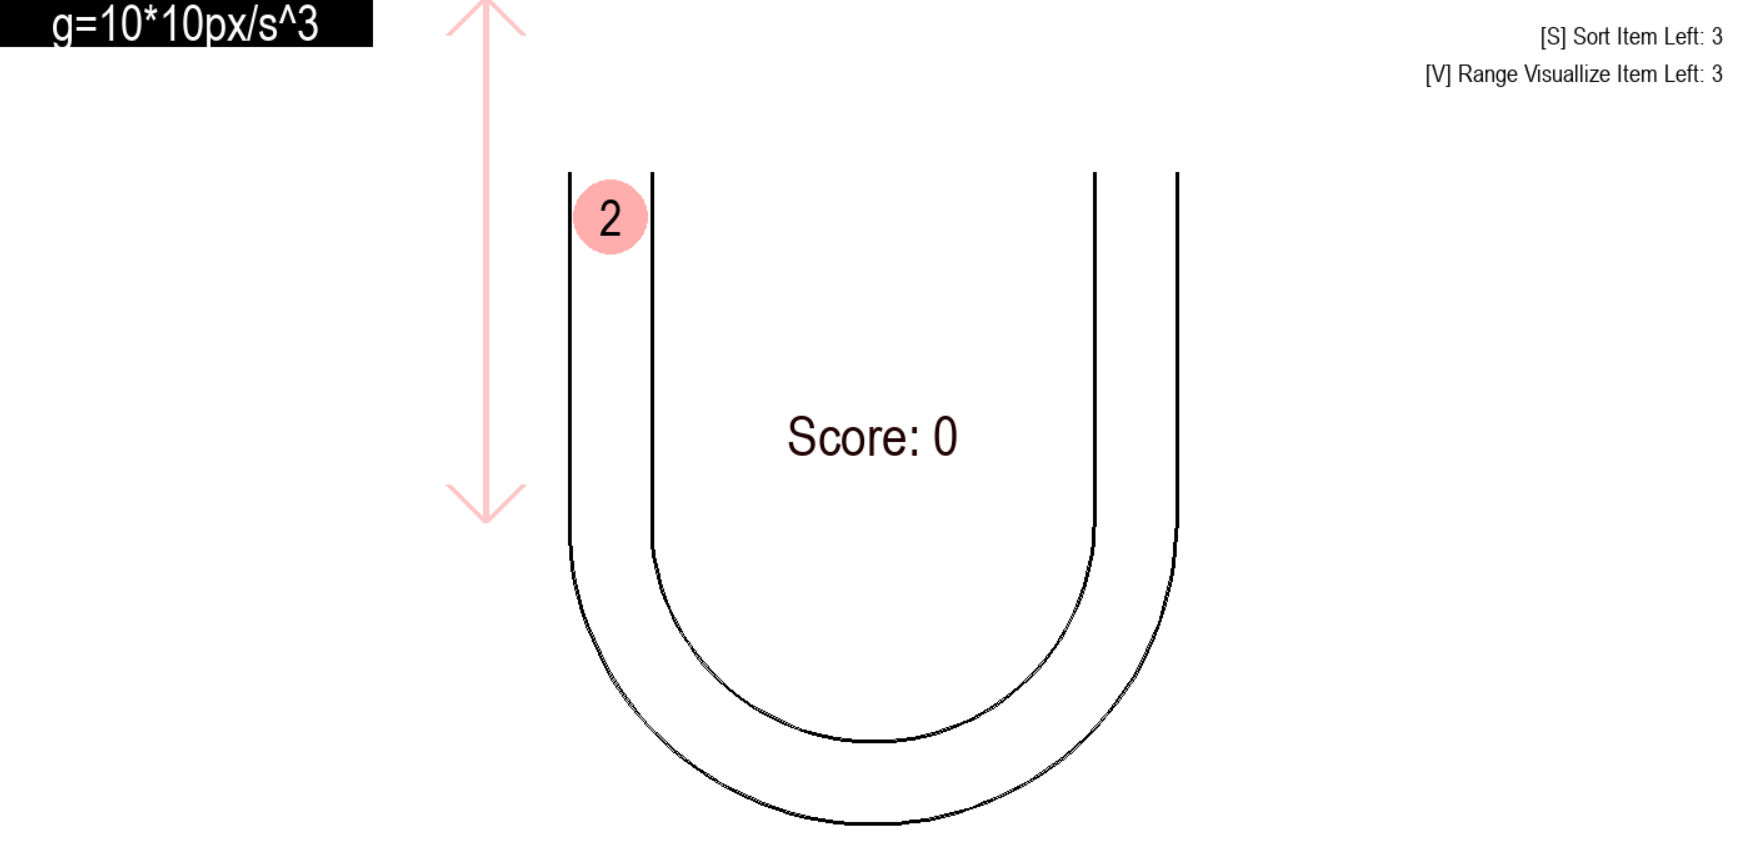 g=10*10px/s^3
[S] Sort Item Left: 3
[V] Range Visuallize Item Left: 3
2
Score: 0